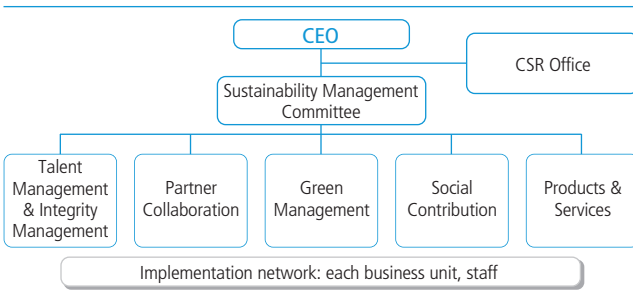 CEO
CSR Office
Sustainability Management
Committee
Talent
Management
& Integrity
Management
Partner
Collaboration
Green
Management
Social
Contribution
Products &
Services
Implementation network: each business unit, staff